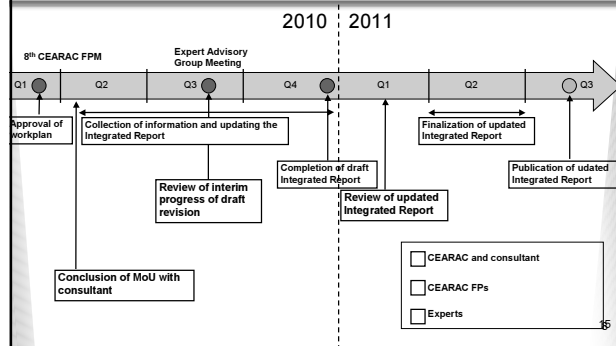 2010 2011
8th CEARAC FPM
Expert Advisory
Group Meeting
Q1 Q2 Q3 Q4 Q1 Q2 Q3
Approval of
workplan
Collection of information and updating the
Integrated Report
Finalization of updated
Integrated Report
Completion of draft
Integrated Report
Publication of udated
Integrated Report
Review of interim
progress of draft
revision
Review of updated
Integrated Report
Conclusion of MoU with
consultant
CEARAC and consultant
CEARAC FPs
Experts